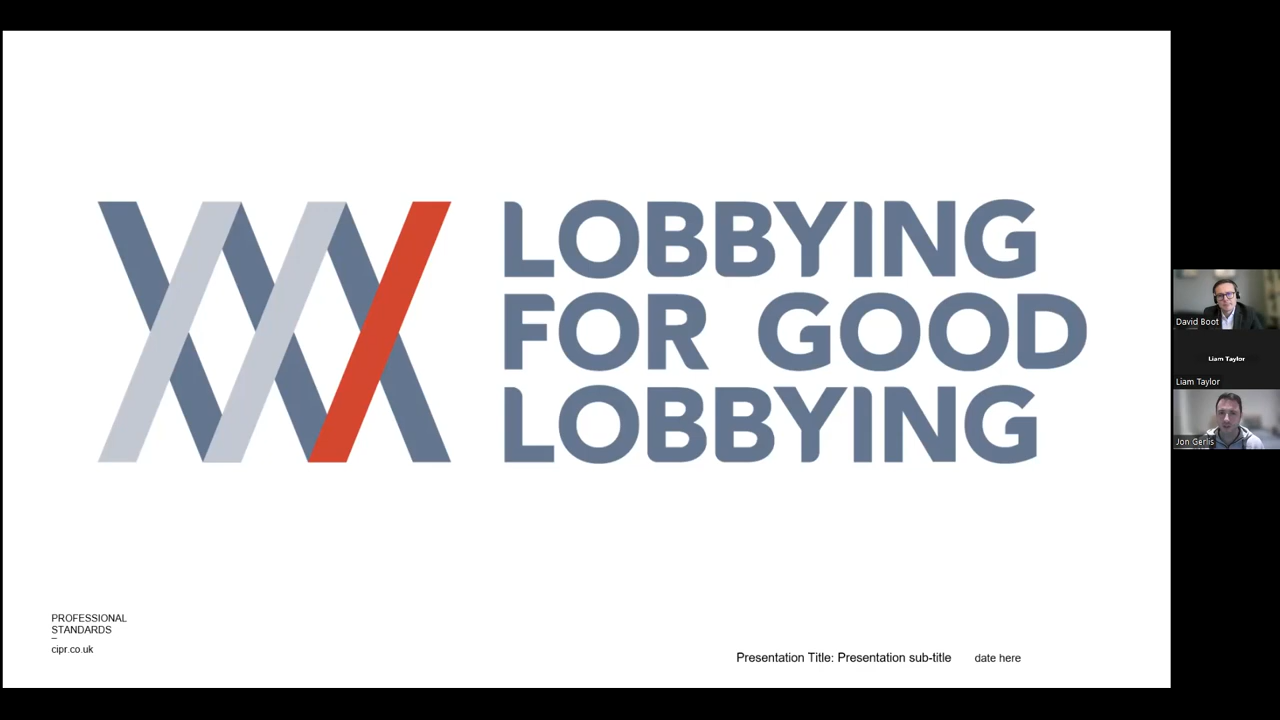 LOBBYING
FOR GOOD
LOBBYING
PROFESSIONAL
STANDARDS
–
cipr.co.uk
Presentation Title: Presentation sub-title date here
David Boot
Liam Taylor
Liam Taylor
Jon Gerlis